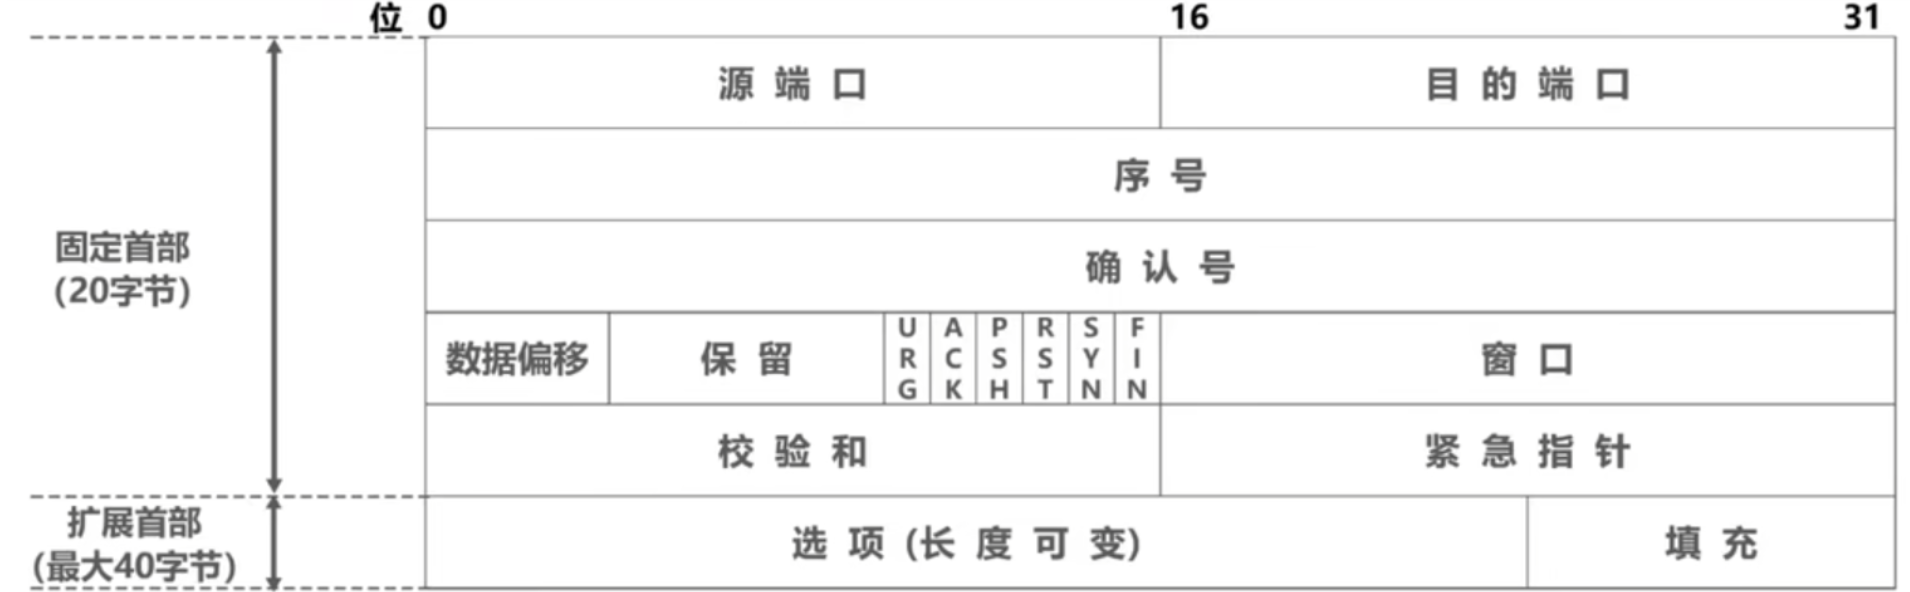 位 0 16 31
源端口 目的端口
序号
确认号
固定首部
(20字节)
数据偏移 保留 URG ACK PSH RST SYN FIN 窗口
校验和 紧急指针
扩展首部
(最大40字节)
选项(长度可变) 填充